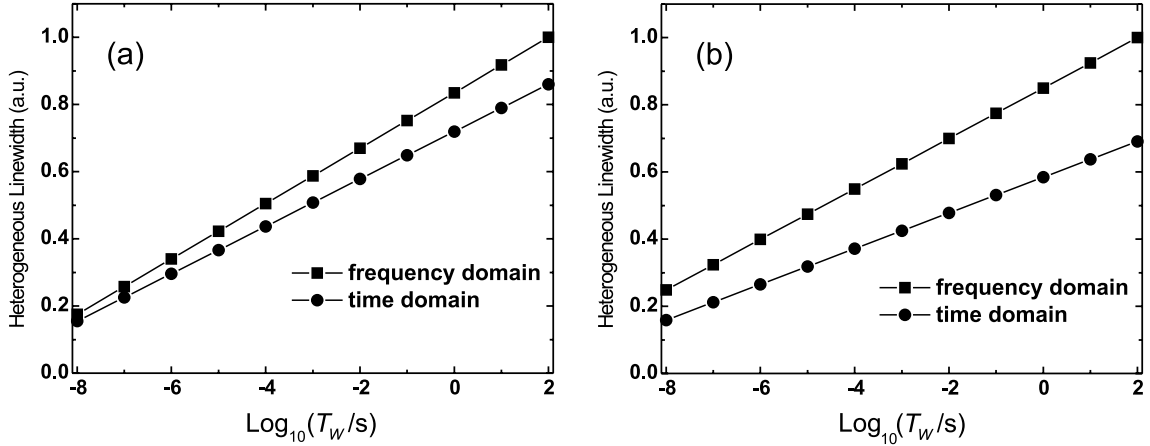 (a)
Heterogeneous Linewidth (a.u.)
1.0
0.8
0.6
0.4
0.2
0.0
frequency domain
time domain
-8 -6 -4 -2 0 2
Log10(TW/s)
(b)
Heterogeneous Linewidth (a.u.)
1.0
0.8
0.6
0.4
0.2
0.0
frequency domain
time domain
-8 -6 -4 -2 0 2
Log10(TW/s)